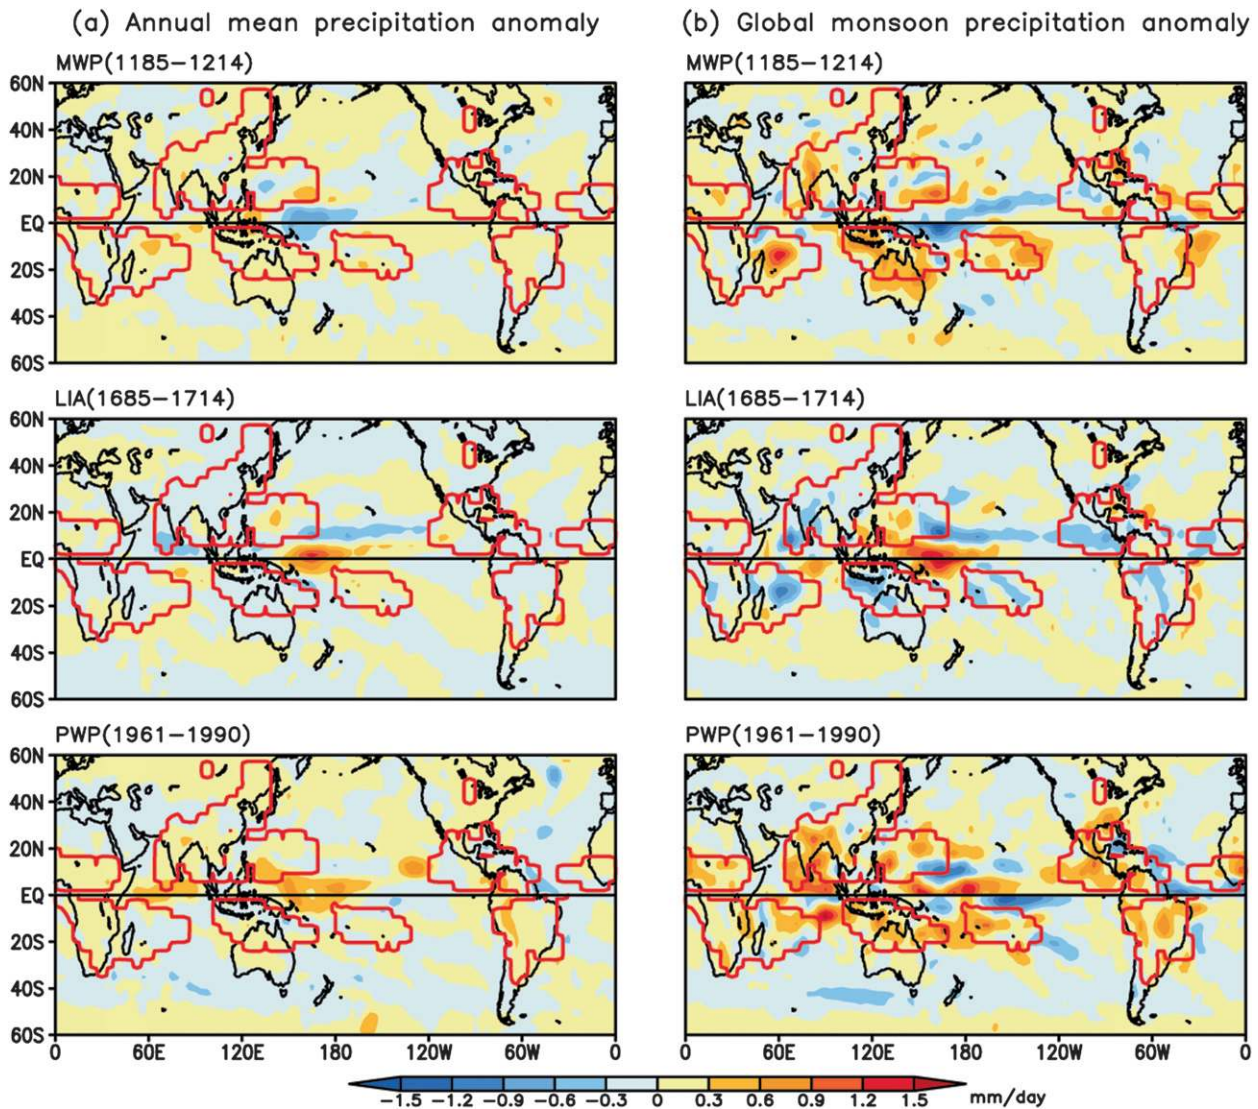 (a) Annual mean precipitation anomaly
(b) Global monsoon precipitation anomaly
MWP(1185−1214)
MWP(1185−1214)
60N
40N
20N
EQ
20S
40S
60S
LIA(1685−1714)
LIA(1685−1714)
60N
40N
20N
EQ
20S
40S
60S
PWP(1961−1990)
PWP(1961−1990)
60N
40N
20N
EQ
20S
40S
60S
0 60E 120E 180 120W 60W 0
0 60E 120E 180 120W 60W 0
−1.5 −1.2 −0.9 −0.6 −0.3 0 0.3 0.6 0.9 1.2 1.5 mm/day